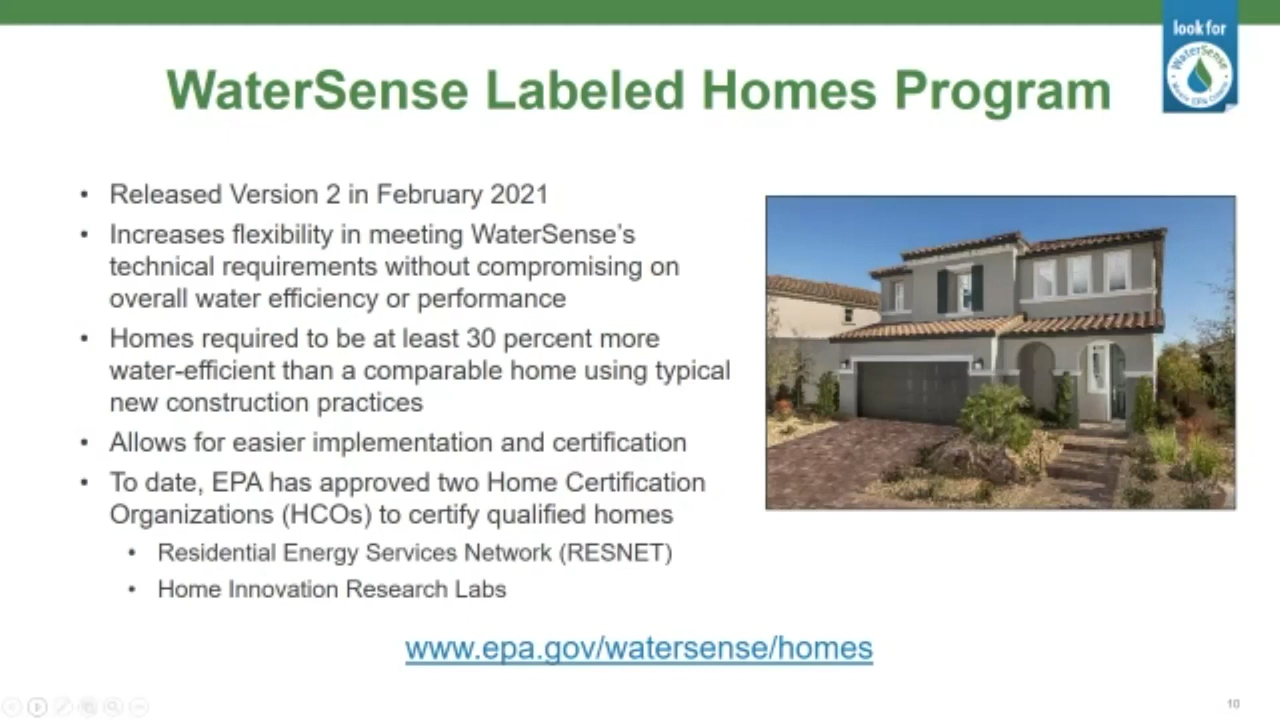 look for
WaterSense
Meets EPA Criteria
WaterSense Labeled Homes Program
• Released Version 2 in February 2021
• Increases flexibility in meeting WaterSense’s
technical requirements without compromising on
overall water efficiency or performance
• Homes required to be at least 30 percent more
water-efficient than a comparable home using typical
new construction practices
• Allows for easier implementation and certification
• To date, EPA has approved two Home Certification
Organizations (HCOs) to certify qualified homes
• Residential Energy Services Network (RESNET)
• Home Innovation Research Labs
www.epa.gov/watersense/homes
10